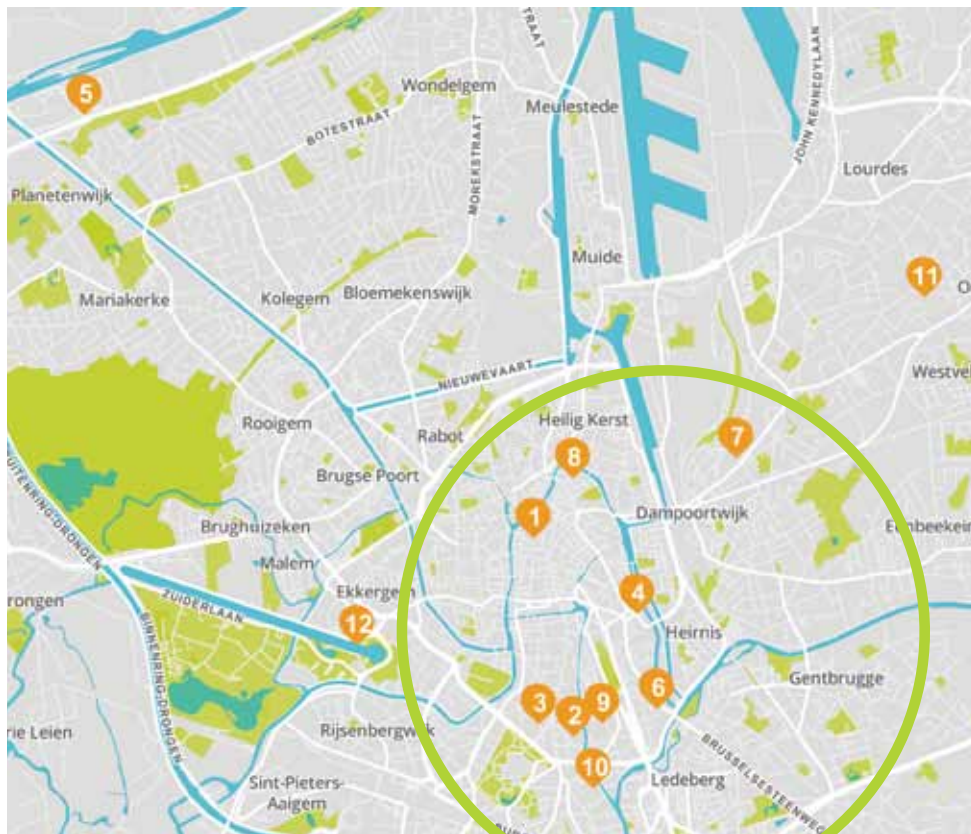 STRAAT
5
Wondelgem
Meulestede
BOTESTRAAT
MOREKSTRAAT
JOHN KENNEDYLAAN
Lourdes
Planetenwijk
Muide
11
O
Mariakerke
Kolegem
Bloemekenswijk
NIEUWEVAART
Westve
Rooigem
Rabot
Heilig Kerst
7
8
Brugse Poort
1
Dampoortwijk
Brughuizeken
Malem
Ekkergem
4
rongen
ZUIDERLAAN
12
Heirnis
BINNENRING-DRONGEN
UITENRING-DRONGEN
6
Gentbrugge
3
2
9
rie Leien
Rijsenbergwijk
10
BRUSSELSESTEENWEG
Ledeberg
Sint-Pieters-
Aaigem